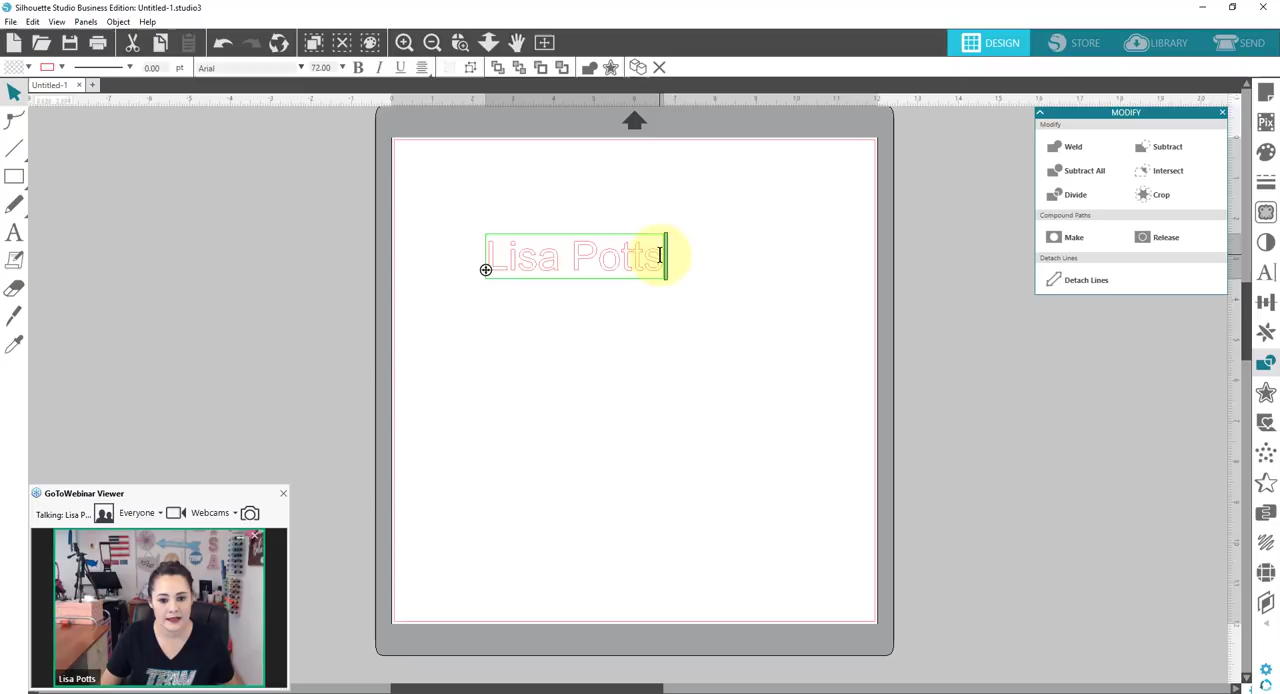 Silhouette Studio Business Edition: Untitled-1.studio3
File Edit View Panels Object Help
DESIGN STORE LIBRARY SEND
0.00 pt Arial 72.00 B I U
Untitled-1 × +
MODIFY
Modify
Weld Subtract
Subtract All Intersect
Divide Crop
Compound Paths
Make Release
Detach Lines
Detach Lines
Lisa Potts
GoToWebinar Viewer
Talking: Lisa P... Everyone Webcams
TRW
Lisa Potts